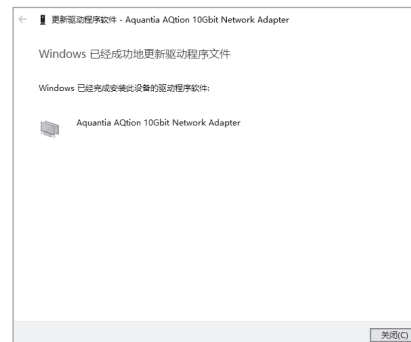 更新驱动程序软件 - Aquantia AQtion 10Gbit Network Adapter
Windows 已经成功地更新驱动程序文件
Windows 已经完成安装此设备的驱动程序软件:
Aquantia AQtion 10Gbit Network Adapter
关闭(C)